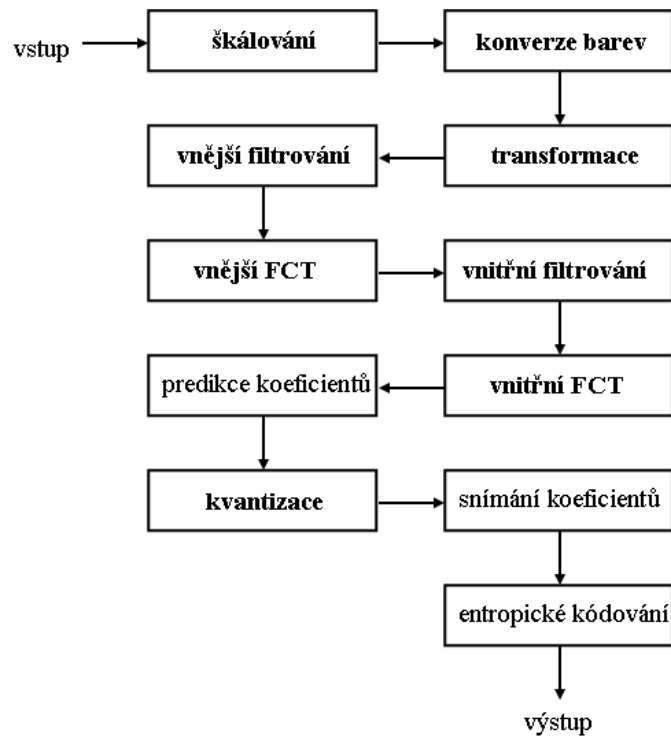 vstup
škálování
konverze barev
transformace
vnější filtrování
vnější FCT
vnitřní filtrování
vnitřní FCT
predikce koeficientů
kvantizace
snímání koeficientů
entropické kódování
výstup